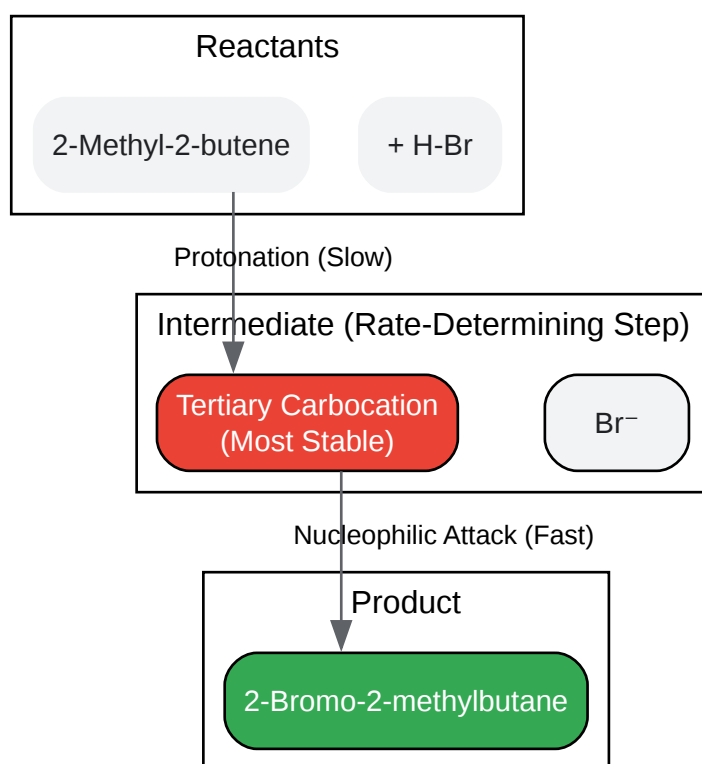 Reactants
2-Methyl-2-butene
+ H-Br
Protonation (Slow)
Intermediate (Rate-Determining Step)
Tertiary Carbocation
(Most Stable)
Br⁻
Nucleophilic Attack (Fast)
Product
2-Bromo-2-methylbutane